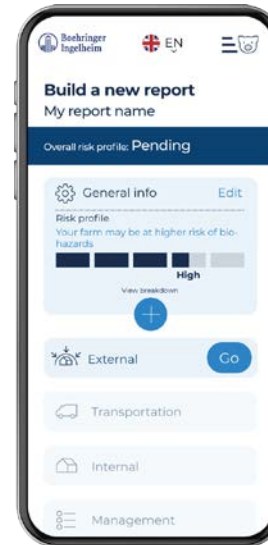 Boehringer
Ingelheim
EN
Build a new report
My report name
Overall risk profile: Pending
General info
Edit
Risk profile
Your farm may be at higher risk of bio-
hazards
High
View breakdown
External
Go
Transportation
Internal
Management